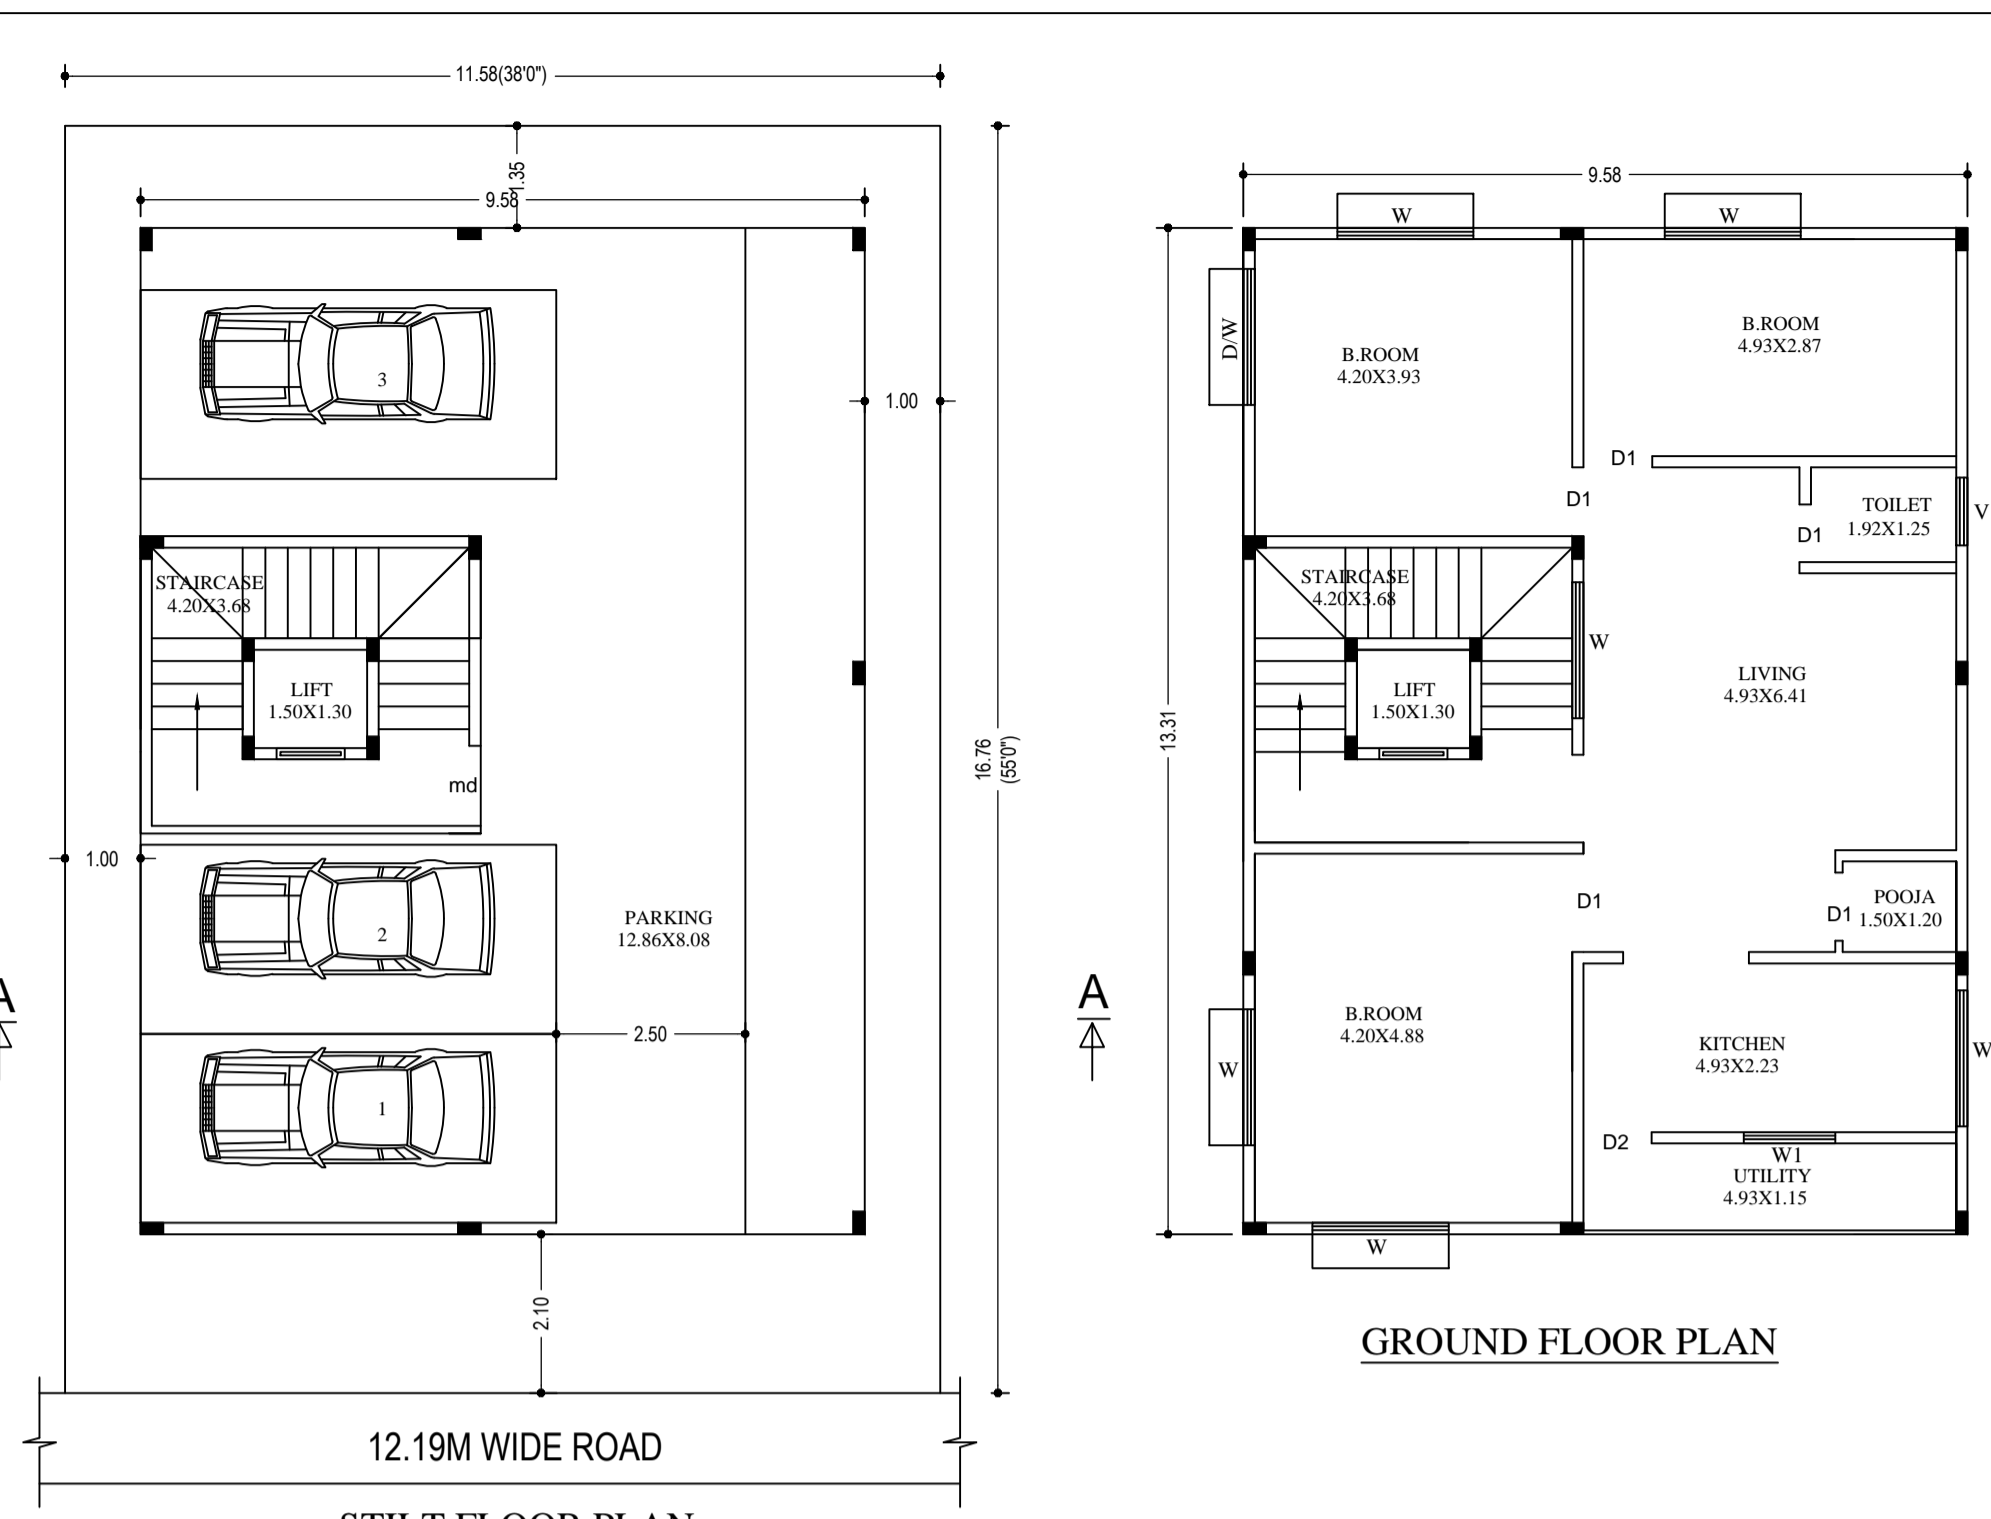 11.58(38'0")
1.35
9.58
3
1.00
STAIRCASE
4.20X3.68
LIFT
1.50X1.30
md
16.76
(55'0")
1.00
2
PARKING
12.86X8.08
A
2.50
1
2.10
12.19M WIDE ROAD
STILT FLOOR PLAN
9.58
W
W
D/W
B.ROOM
4.20X3.93
B.ROOM
4.93X2.87
D1
D1
TOILET
1.92X1.25
V
D1
STAIRCASE
4.20X3.68
W
LIFT
1.50X1.30
LIVING
4.93X6.41
13.31
D1
D1
POOJA
1.50X1.20
A
B.ROOM
4.20X4.88
W
KITCHEN
4.93X2.23
W
D2
W1
UTILITY
4.93X1.15
W
GROUND FLOOR PLAN